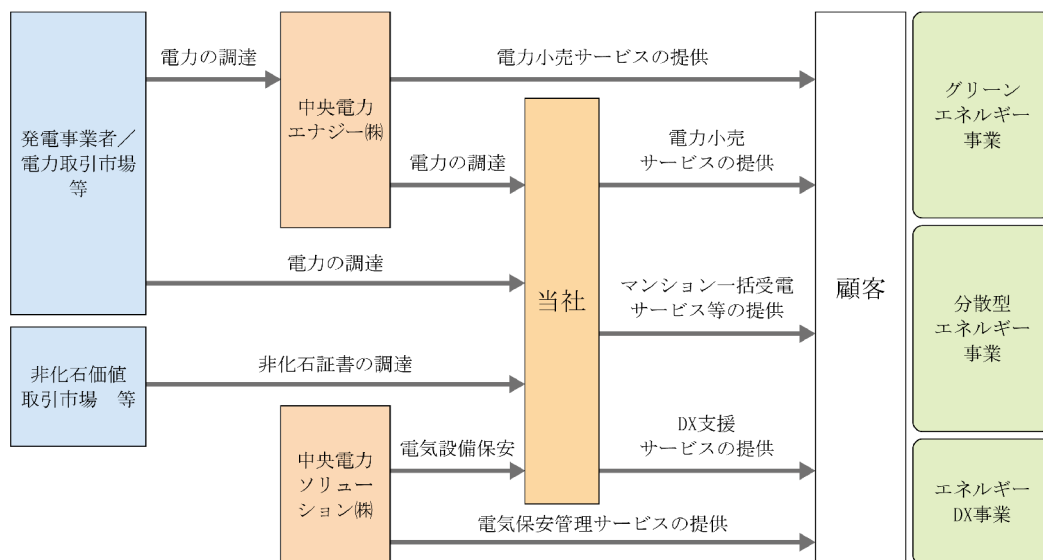 電力の調達
電力小売サービスの提供
発電事業者／
電力取引市場
等
中央電力
エナジー㈱
電力の調達
電力小売
サービスの提供
グリーン
エネルギー
事業
電力の調達
当社
マンション一括受電
サービス等の提供
顧客
分散型
エネルギー
事業
非化石価値
取引市場　等
非化石証書の調達
中央電力
ソリュー
ション㈱
電気設備保安
DX支援
サービスの提供
電気保安管理サービスの提供
エネルギー
DX事業